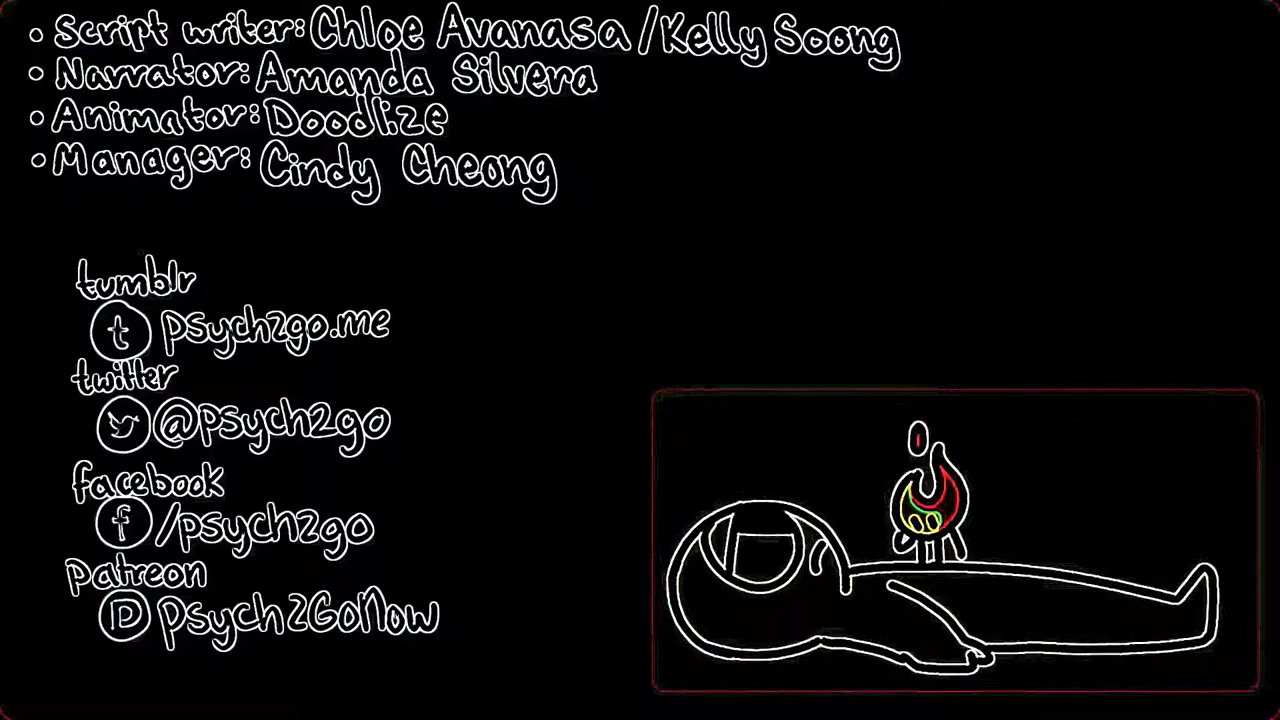 Script writer: Chloe Avanasa/Kelly Soong
Narrator: Amanda Silvera
Animator: Doodlize
Manager: Cindy Cheong
tumblr
t psych2go.me
twitter
@psych2go
facebook
f /psych2go
patreon
P psych2GoNow